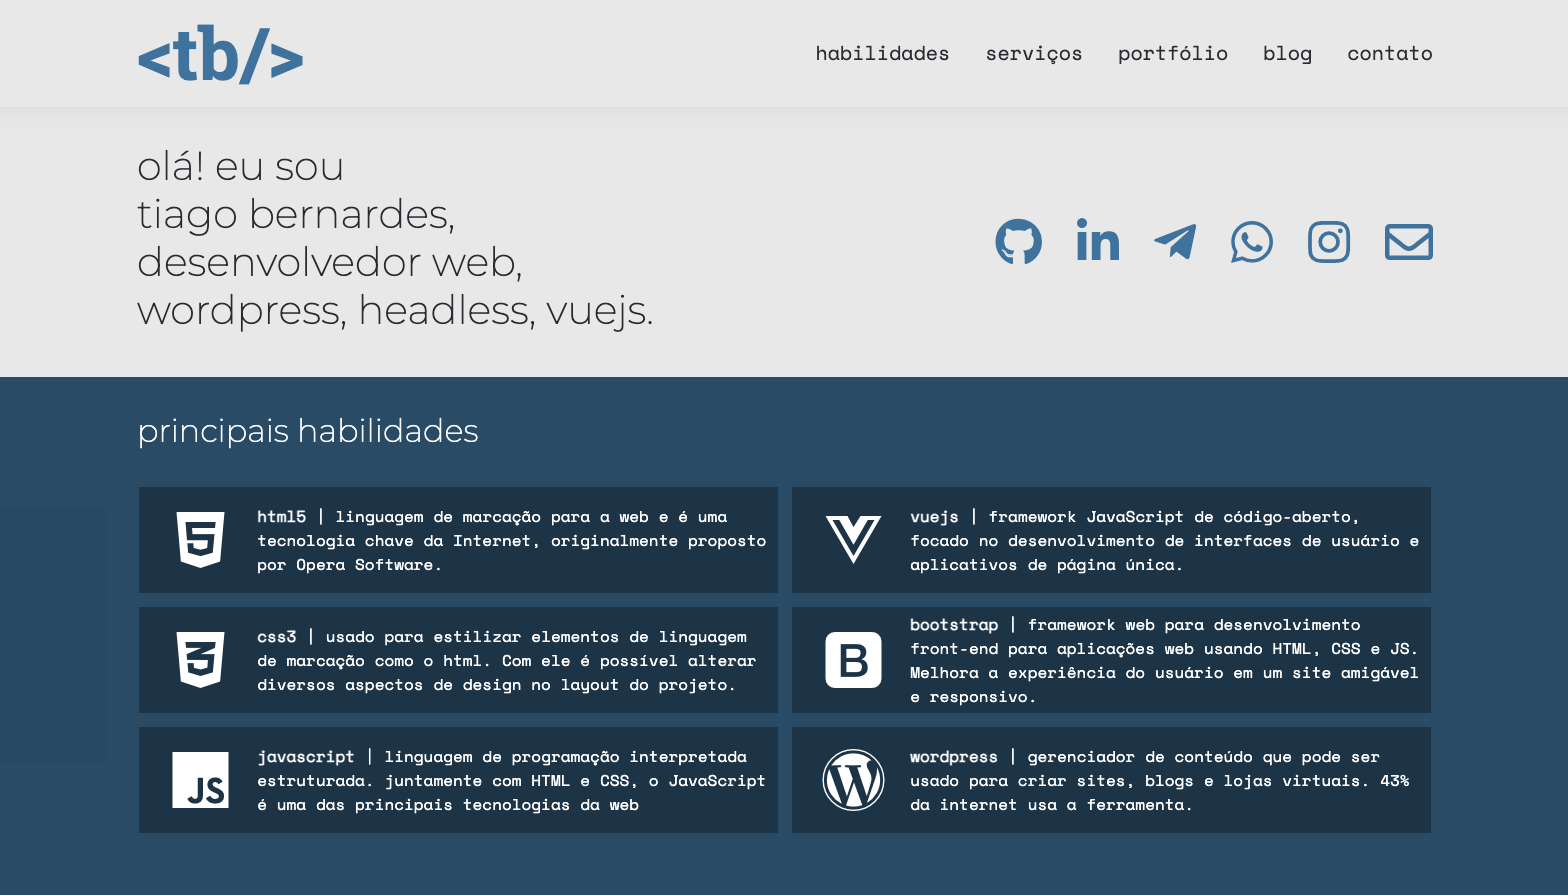 <tb/>
habilidades serviços portfólio blog contato
olá! eu sou
tiago bernardes,
desenvolvedor web,
wordpress, headless, vuejs.
principais habilidades
html5 | linguagem de marcação para a web e é uma
tecnologia chave da Internet, originalmente proposto
por Opera Software.
vuejs | framework JavaScript de código-aberto,
focado no desenvolvimento de interfaces de usuário e
aplicativos de página única.
css3 | usado para estilizar elementos de linguagem
de marcação como o html. Com ele é possível alterar
diversos aspectos de design no layout do projeto.
B
bootstrap | framework web para desenvolvimento
front-end para aplicações web usando HTML, CSS e JS.
Melhora a experiência do usuário em um site amigável
e responsivo.
JS
javascript | linguagem de programação interpretada
estruturada. juntamente com HTML e CSS, o JavaScript
é uma das principais tecnologias da web
wordpress | gerenciador de conteúdo que pode ser
usado para criar sites, blogs e lojas virtuais. 43%
da internet usa a ferramenta.